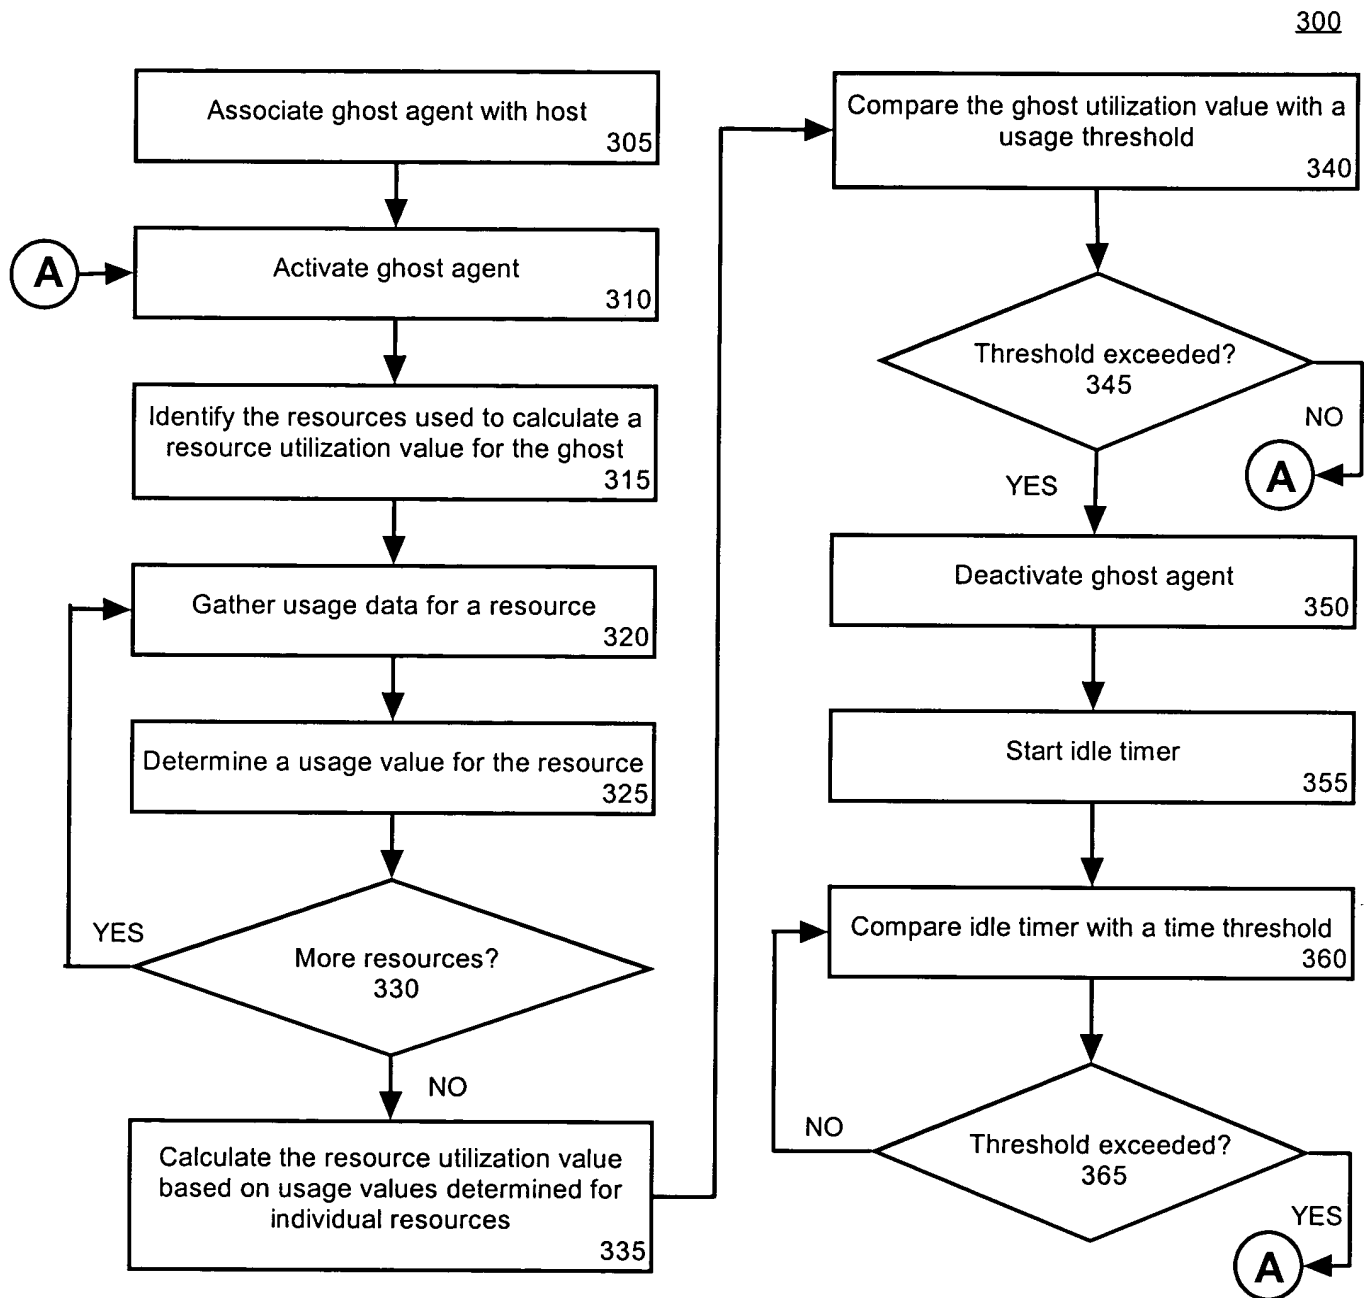 300
Associate ghost agent with host
305
A
Activate ghost agent
310
Identify the resources used to calculate a
resource utilization value for the ghost
315
Gather usage data for a resource
320
Determine a usage value for the resource
325
YES
More resources?
330
NO
Calculate the resource utilization value
based on usage values determined for
individual resources
335
Compare the ghost utilization value with a
usage threshold
340
Threshold exceeded?
345
NO
A
YES
Deactivate ghost agent
350
Start idle timer
355
Compare idle timer with a time threshold
360
NO
Threshold exceeded?
365
YES
A